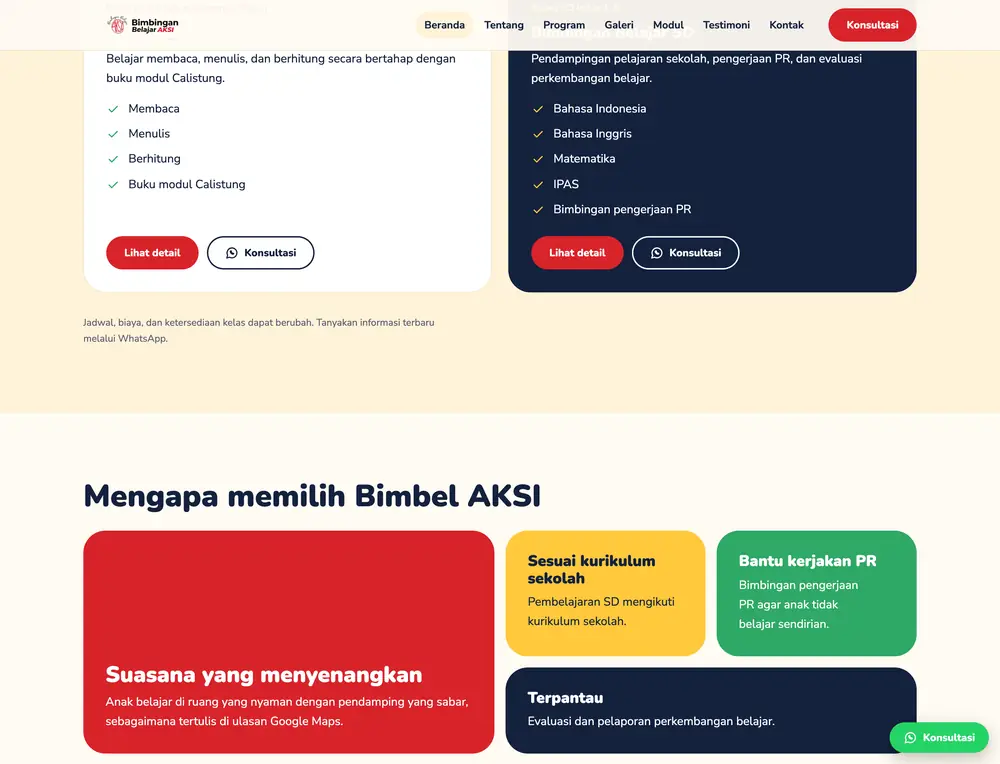 Bimbingan
Belajar AKSI
Beranda
Tentang
Program
Galeri
Modul
Testimoni
Kontak
Konsultasi
Belajar membaca, menulis, dan berhitung secara bertahap dengan
buku modul Calistung.
Membaca
Menulis
Berhitung
Buku modul Calistung
Lihat detail
Konsultasi
Bimbingan Belajar SD
Pendampingan pelajaran sekolah, pengerjaan PR, dan evaluasi
perkembangan belajar.
Bahasa Indonesia
Bahasa Inggris
Matematika
IPAS
Bimbingan pengerjaan PR
Lihat detail
Konsultasi
Jadwal, biaya, dan ketersediaan kelas dapat berubah. Tanyakan informasi terbaru
melalui WhatsApp.
Mengapa memilih Bimbel AKSI
Suasana yang menyenangkan
Anak belajar di ruang yang nyaman dengan pendamping yang sabar,
sebagaimana tertulis di ulasan Google Maps.
Sesuai kurikulum
sekolah
Pembelajaran SD mengikuti
kurikulum sekolah.
Bantu kerjakan PR
Bimbingan pengerjaan
PR agar anak tidak
belajar sendirian.
Terpantau
Evaluasi dan pelaporan perkembangan belajar.
Konsultasi